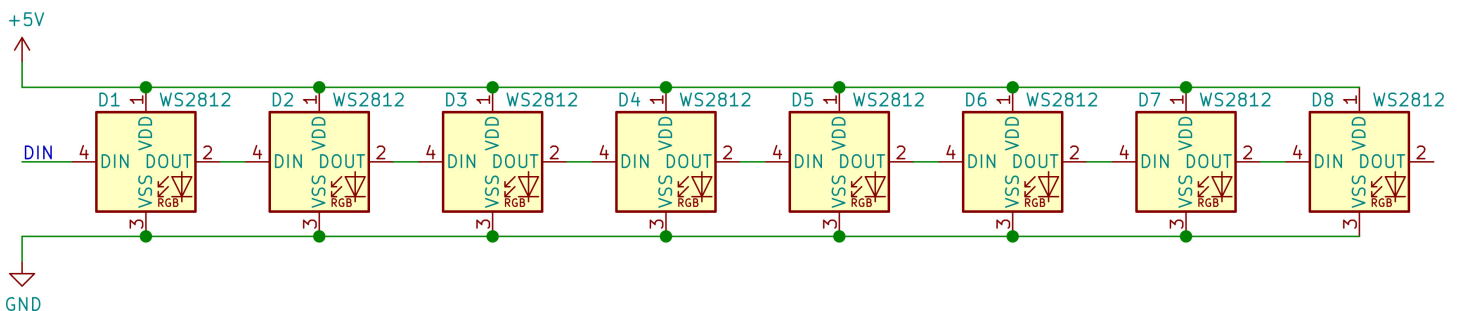 +5V
D1 1 WS2812 D2 1 WS2812 D3 1 WS2812 D4 1 WS2812 D5 1 WS2812 D6 1 WS2812 D7 1 WS2812 D8 1 WS2812
VDD VDD VDD VDD VDD VDD VDD VDD
DIN 4 DIN DOUT 2 4 DIN DOUT 2 4 DIN DOUT 2 4 DIN DOUT 2 4 DIN DOUT 2 4 DIN DOUT 2 4 DIN DOUT 2 4 DIN DOUT 2
VSS VSS VSS VSS VSS VSS VSS VSS
RGB RGB RGB RGB RGB RGB RGB RGB
3 3 3 3 3 3 3 3
GND